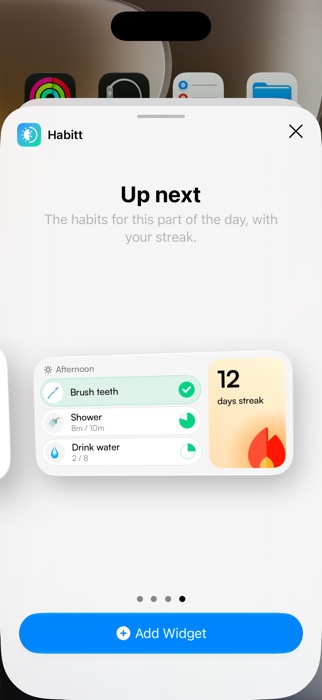 Habitt
Up next
The habits for this part of the day, with
your streak.
Afternoon
Brush teeth
Shower
8m / 10m
Drink water
2 / 8
12
days streak
Add Widget